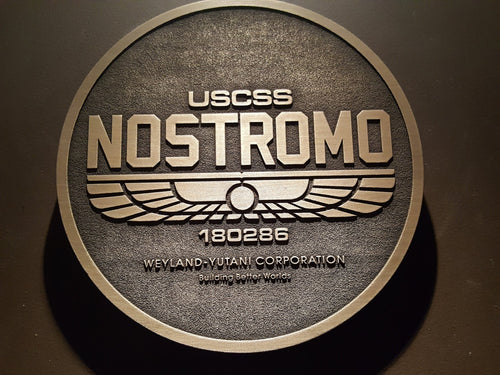 USCSS
NOSTROMO
180286
WEYLAND-YUTANI CORPORATION
Building Better Worlds